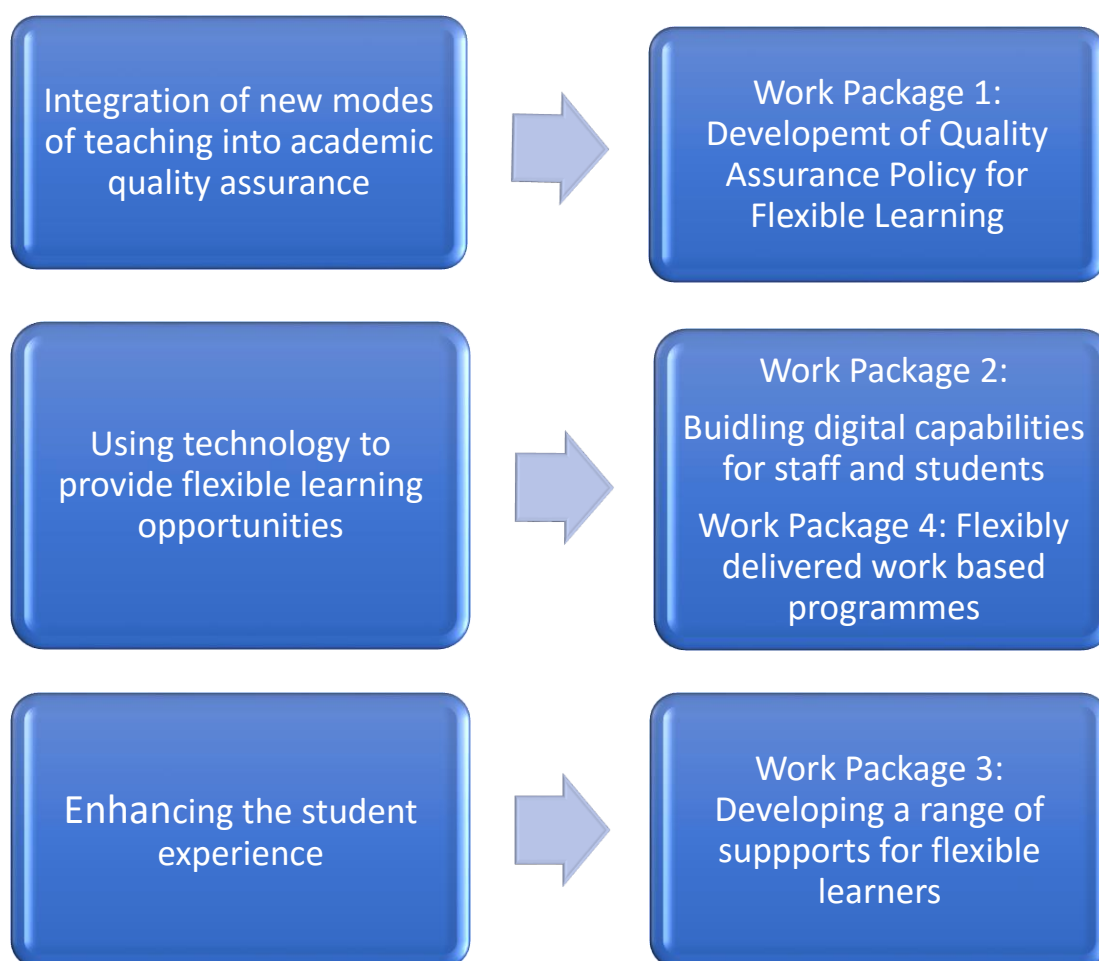 Integration of new modes
of teaching into academic
quality assurance
Work Package 1:
Developemt of Quality
Assurance Policy for
Flexible Learning
Using technology to
provide flexible learning
opportunities
Work Package 2:
Buidling digital capabilities
for staff and students
Work Package 4: Flexibly
delivered work based
programmes
Enhancing the student
experience
Work Package 3:
Developing a range of
suppports for flexible
learners